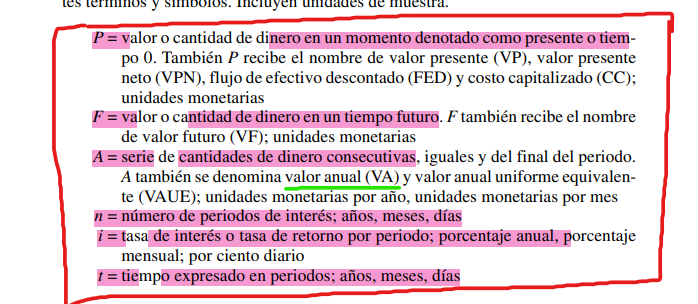 tes términos y símbolos. Incluyen unidades de muestra.
P = valor o cantidad de dinero en un momento denotado como presente o tiem-
po 0. También P recibe el nombre de valor presente (VP), valor presente
neto (VPN), flujo de efectivo descontado (FED) y costo capitalizado (CC);
unidades monetarias
F = valor o cantidad de dinero en un tiempo futuro. F también recibe el nombre
de valor futuro (VF); unidades monetarias
A = serie de cantidades de dinero consecutivas, iguales y del final del periodo.
A también se denomina valor anual (VA) y valor anual uniforme equivalen-
te (VAUE); unidades monetarias por año, unidades monetarias por mes
n = número de periodos de interés; años, meses, días
i = tasa de interés o tasa de retorno por periodo; porcentaje anual, porcentaje
mensual; por ciento diario
t = tiempo expresado en periodos; años, meses, días